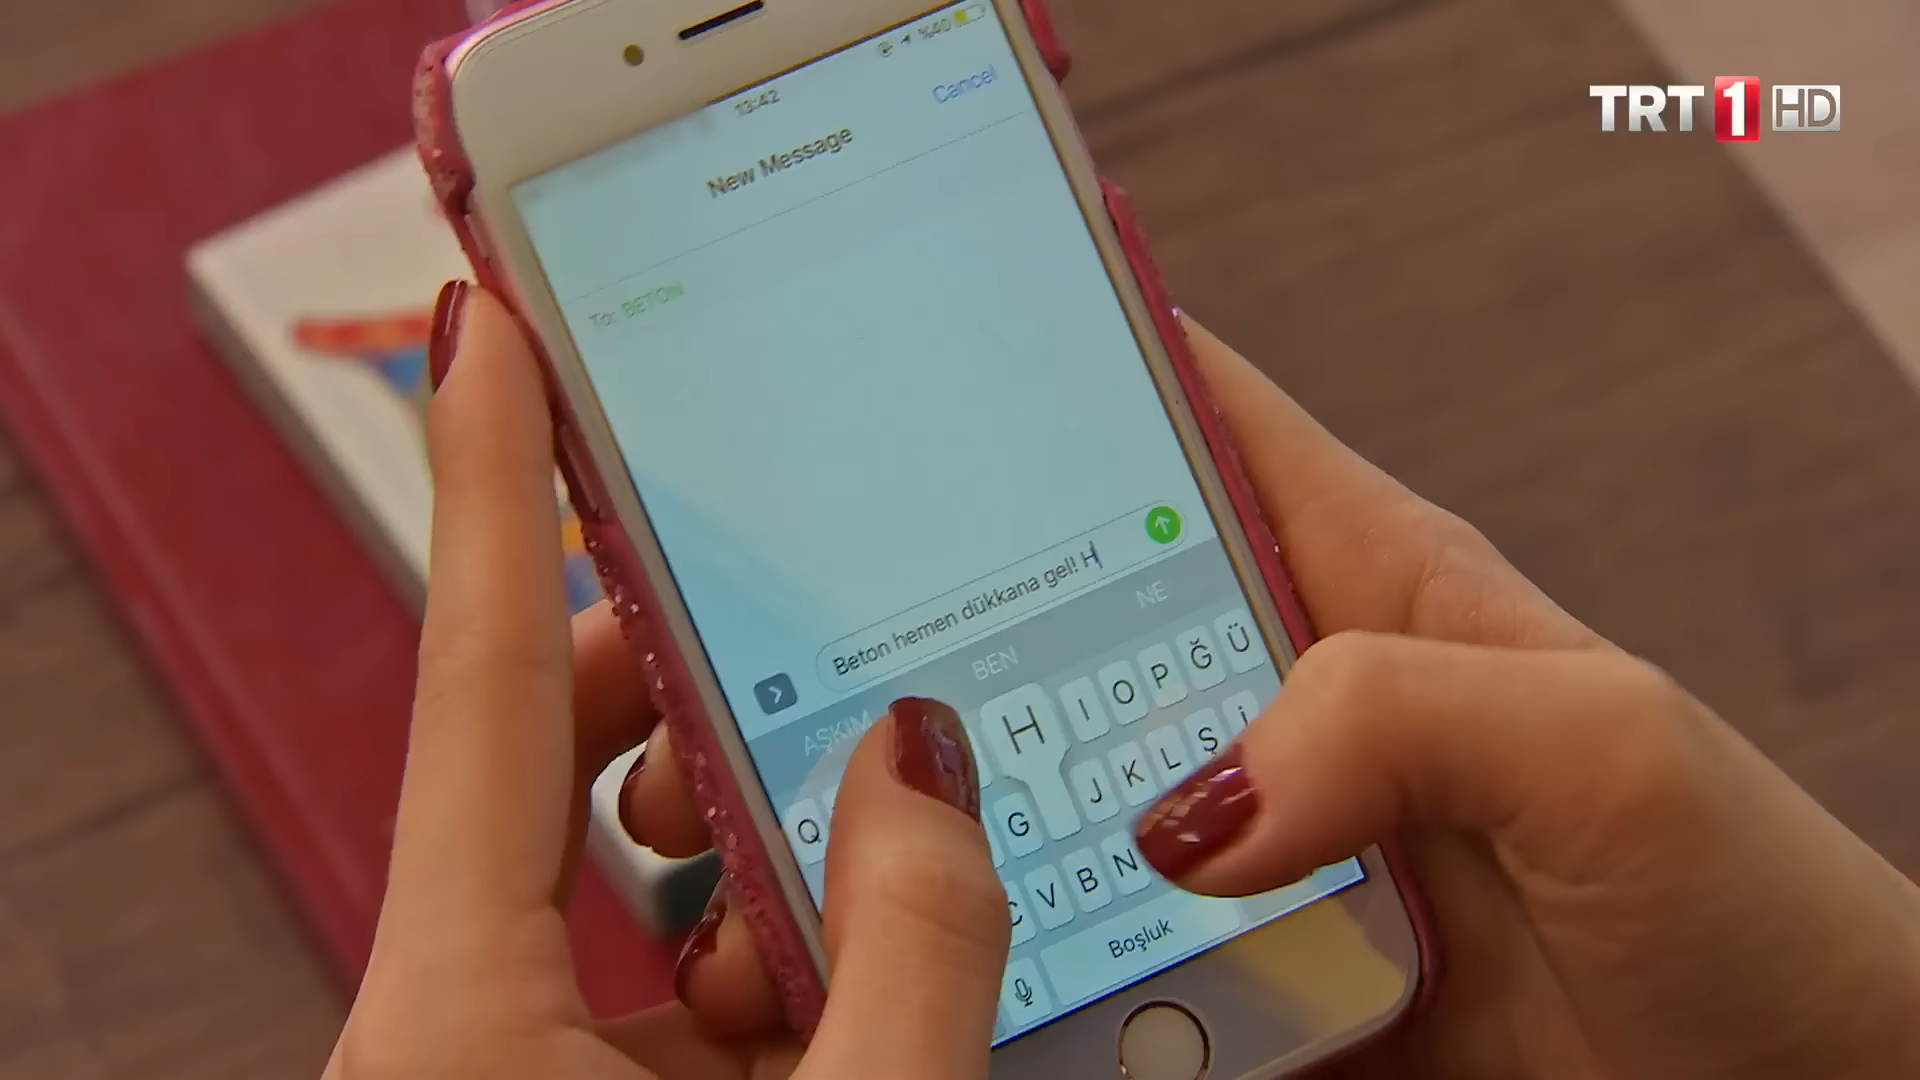 TRT 1 HD
%40
13:42
Cancel
New Message
To: BETON
Beton hemen dükkana gel! H
AŞKIM BEN NE
Q H I O P Ğ Ü
G J K L Ş İ
C V B N
Boşluk